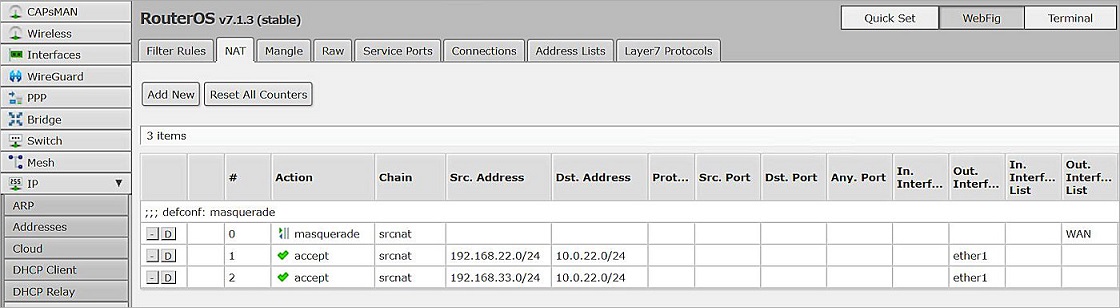 CAPsMAN
Wireless
Interfaces
WireGuard
PPP
Bridge
Switch
Mesh
IP ▼
ARP
Addresses
Cloud
DHCP Client
DHCP Relay
RouterOS v7.1.3 (stable)
Quick Set WebFig Terminal
Filter Rules NAT Mangle Raw Service Ports Connections Address Lists Layer7 Protocols
Add New Reset All Counters
3 items
# Action Chain Src. Address Dst. Address Prot... Src. Port Dst. Port Any. Port In. Interf... Out. Interf... In. Interf... List Out. Interf... List
;;; defconf: masquerade
- D 0 masquerade srcnat WAN
- D 1 accept srcnat 192.168.22.0/24 10.0.22.0/24 ether1
- D 2 accept srcnat 192.168.33.0/24 10.0.22.0/24 ether1